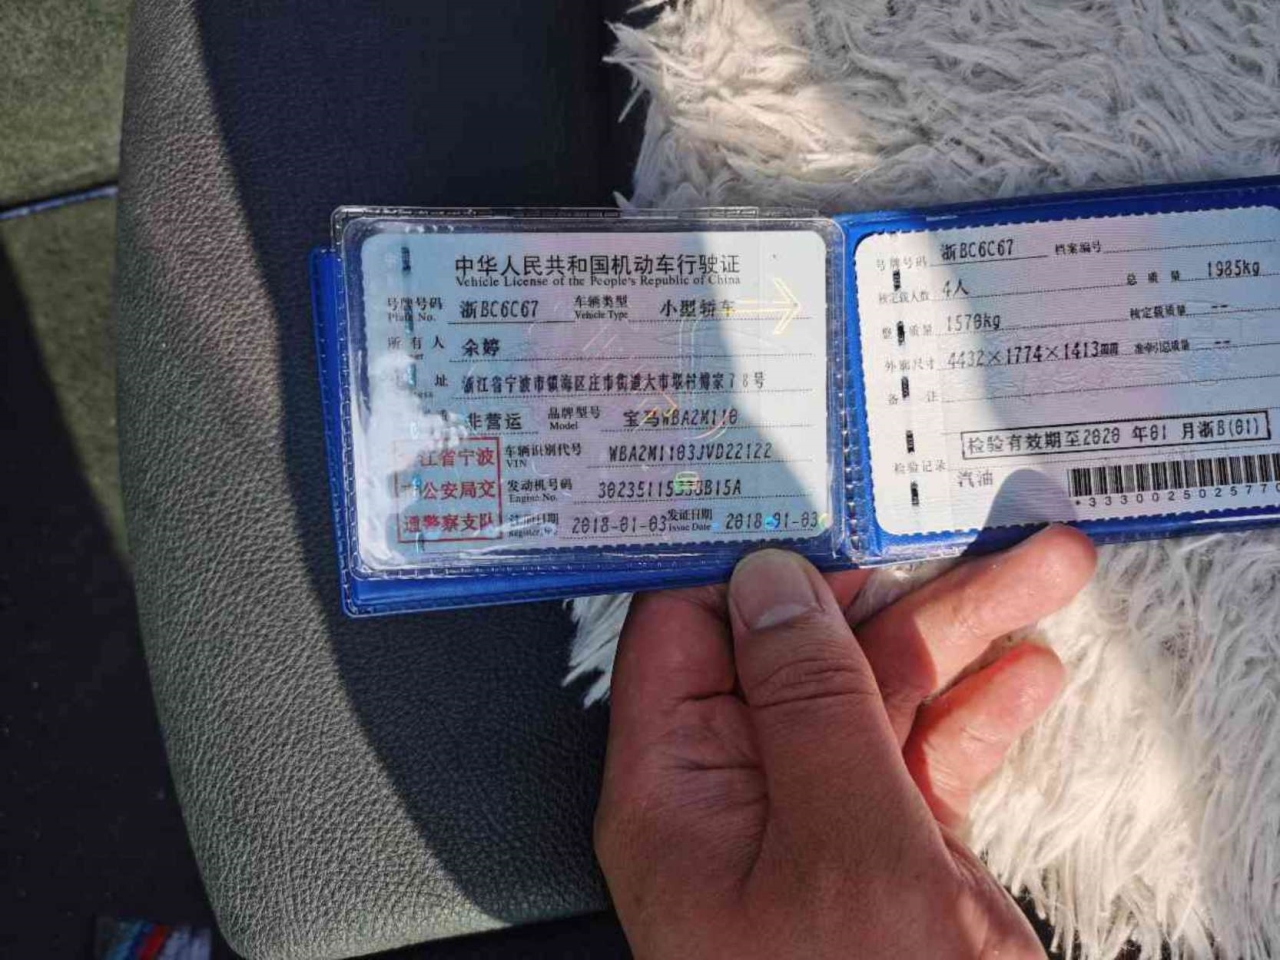 中华人民共和国机动车行驶证
Vehicle License of the People's Republic of China
号牌号码 浙BC6C67 车辆类型 小型轿车
Plate No. Vehicle Type
所有人 余婷
址 浙江省宁波市镇海区庄市街道大市堰村傅家78号
非营运 品牌型号 宝马WBA2M110
Model
江省宁波
公安局交
通警察支队
车辆识别代号 WBA2M1103JVD22122
VIN
发动机号码
Engine No.
注册日期 2018-01-03 发证日期 2018-01-03
Issue Date
号牌号码 浙BC6C67 档案编号
核定载人数 4人 总质量 1985kg
整 质量 1570kg 核定载质量 --
外廓尺寸 4432×1774×1413 准牵引总质量 --
备 注
检验有效期至2020年01月浙B(01)
检验记录
汽油
*333002502577